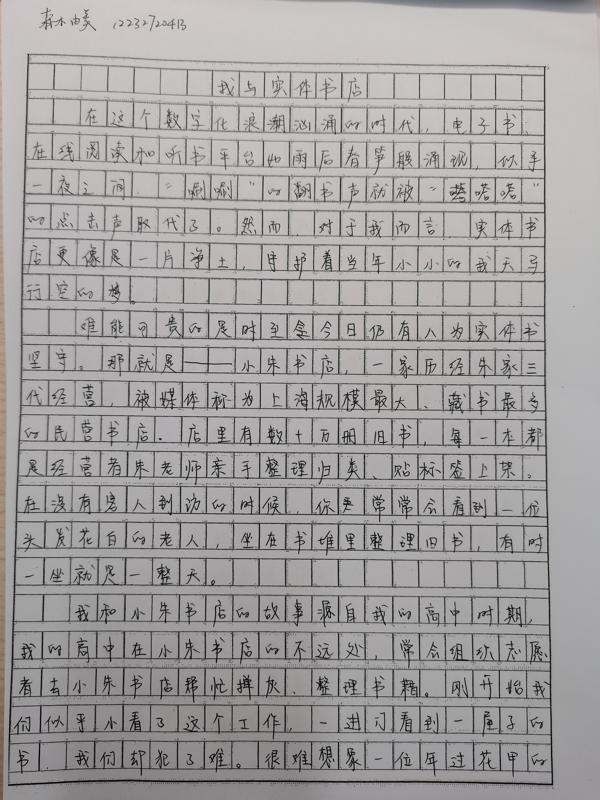 森木由美 12232720413
我与实体书店
在这个数字化浪潮汹涌的时代，电子书、
在线阅读和听书平台如雨后春笋般涌现，似乎
一夜之间，“唰唰”的翻书声就被“嗒嗒嗒”
的点击声取代了。然而，对于我而言，实体书
店更像是一片净土，守护着当年小小的我天马
行空的梦。
难能可贵的是时至今日仍有人为实体书
坚守。那就是——小朱书店，一家历经朱家三
代经营，被媒体称为上海规模最大、藏书最多
的民营书店。店里有数十万册旧书，每一本都
是经营者朱老师亲手整理归类、贴标签上架。
在没有客人到访的时候，你常常会看到一位
头发花白的老人，坐在书堆里整理旧书，有时
一坐就是一整天。
我和小朱书店的故事源自我的高中时期，
我的高中在小朱书店的不远处，常会组织志愿
者去小朱书店帮忙摆放、整理书籍。刚开始我
们似乎小看了这个工作，一进门看到一屋子的
书，我们却犯了难。很难想象一位年过花甲的